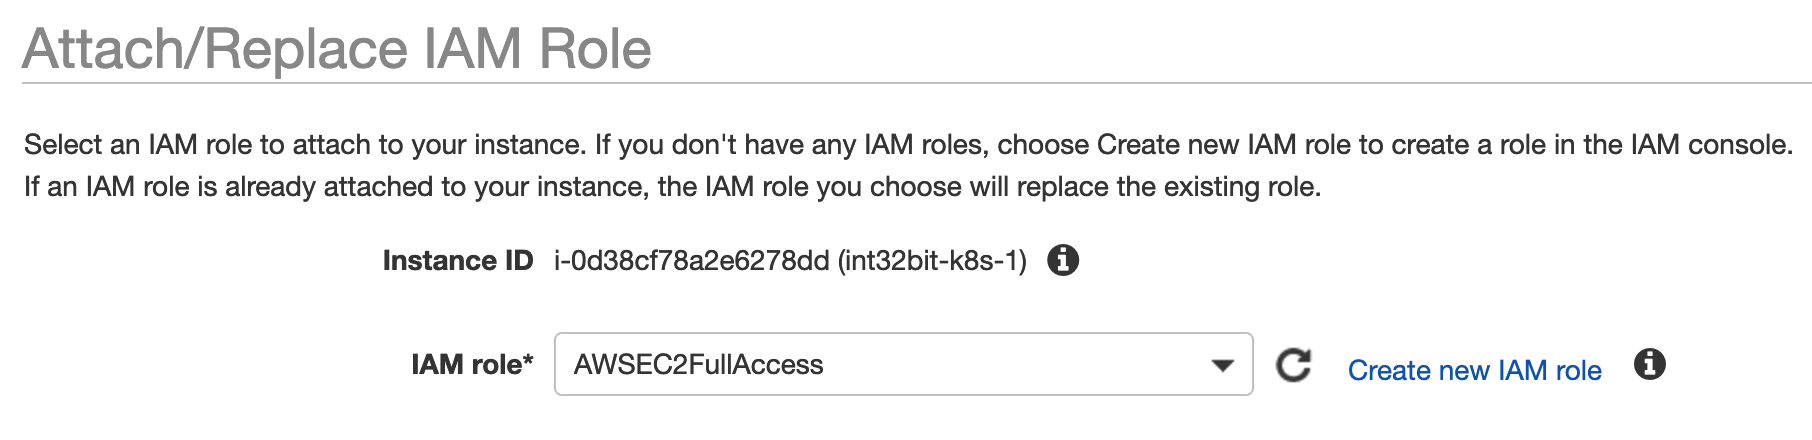 Attach/Replace IAM Role
Select an IAM role to attach to your instance. If you don't have any IAM roles, choose Create new IAM role to create a role in the IAM console.
If an IAM role is already attached to your instance, the IAM role you choose will replace the existing role.
Instance ID i-0d38cf78a2e6278dd (int32bit-k8s-1)
IAM role* AWSEC2FullAccess Create new IAM role